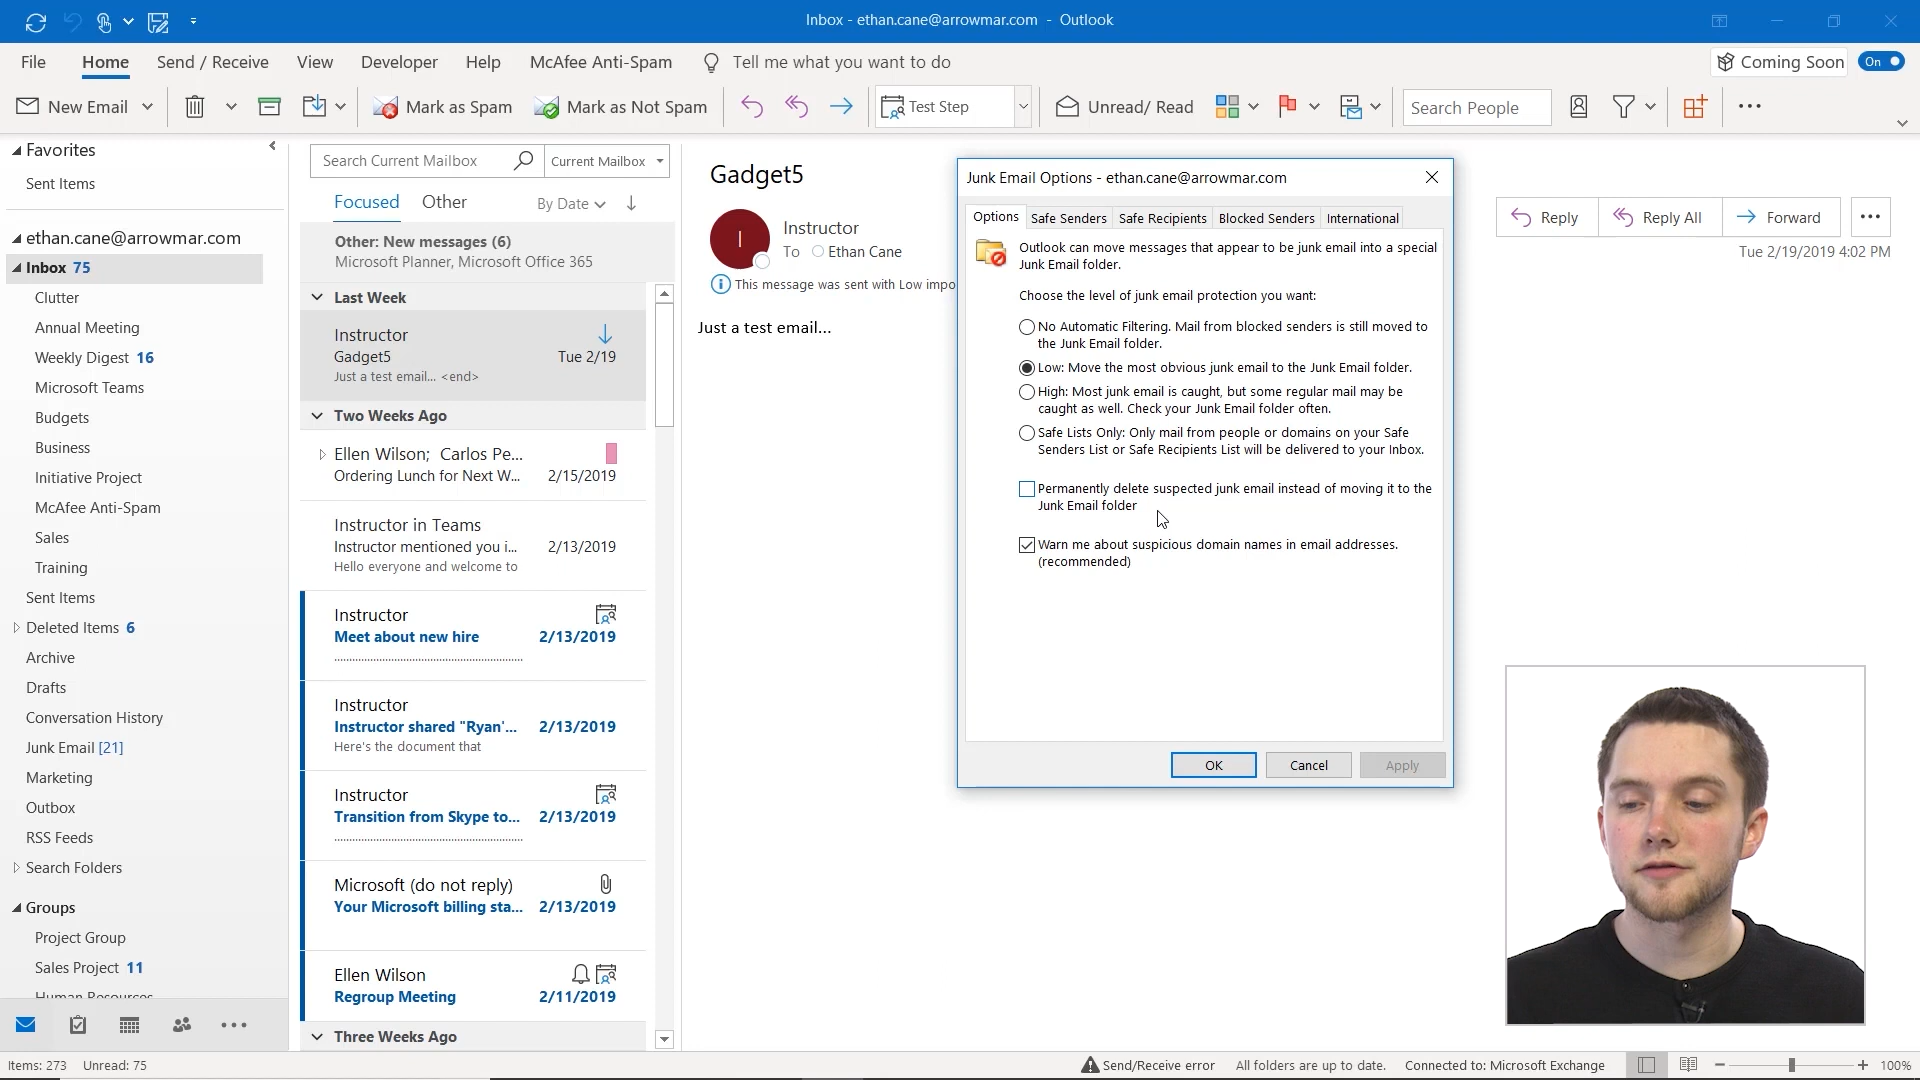 Inbox - ethan.cane@arrowmar.com - Outlook
File Home Send / Receive View Developer Help McAfee Anti-Spam Tell me what you want to do
Coming Soon On
New Email Mark as Spam Mark as Not Spam Test Step Unread/ Read Search People
Favorites
Sent Items
ethan.cane@arrowmar.com
Inbox 75
Clutter
Annual Meeting
Weekly Digest 16
Microsoft Teams
Budgets
Business
Initiative Project
McAfee Anti-Spam
Sales
Training
Sent Items
Deleted Items 6
Archive
Drafts
Conversation History
Junk Email [21]
Marketing
Outbox
RSS Feeds
Search Folders
Groups
Project Group
Sales Project 11
Human Resources
Search Current Mailbox Current Mailbox
Focused Other By Date
Other: New messages (6)
Microsoft Planner, Microsoft Office 365
Last Week
Instructor
Gadget5 Tue 2/19
Just a test email... <end>
Two Weeks Ago
Ellen Wilson; Carlos Pe...
Ordering Lunch for Next W... 2/15/2019
Instructor in Teams
Instructor mentioned you i... 2/13/2019
Hello everyone and welcome to
Instructor
Meet about new hire 2/13/2019
Instructor
Instructor shared "Ryan'... 2/13/2019
Here's the document that
Instructor
Transition from Skype to... 2/13/2019
Microsoft (do not reply)
Your Microsoft billing sta... 2/13/2019
Ellen Wilson
Regroup Meeting 2/11/2019
Three Weeks Ago
Gadget5
I
Instructor
To Ethan Cane
This message was sent with Low impo
Just a test email...
Reply Reply All Forward
Tue 2/19/2019 4:02 PM
Junk Email Options - ethan.cane@arrowmar.com
Options Safe Senders Safe Recipients Blocked Senders International
Outlook can move messages that appear to be junk email into a special
Junk Email folder.
Choose the level of junk email protection you want:
No Automatic Filtering. Mail from blocked senders is still moved to
the Junk Email folder.
Low: Move the most obvious junk email to the Junk Email folder.
High: Most junk email is caught, but some regular mail may be
caught as well. Check your Junk Email folder often.
Safe Lists Only: Only mail from people or domains on your Safe
Senders List or Safe Recipients List will be delivered to your Inbox.
Permanently delete suspected junk email instead of moving it to the
Junk Email folder
Warn me about suspicious domain names in email addresses.
(recommended)
OK Cancel Apply
Items: 273 Unread: 75 Send/Receive error All folders are up to date. Connected to: Microsoft Exchange 100%